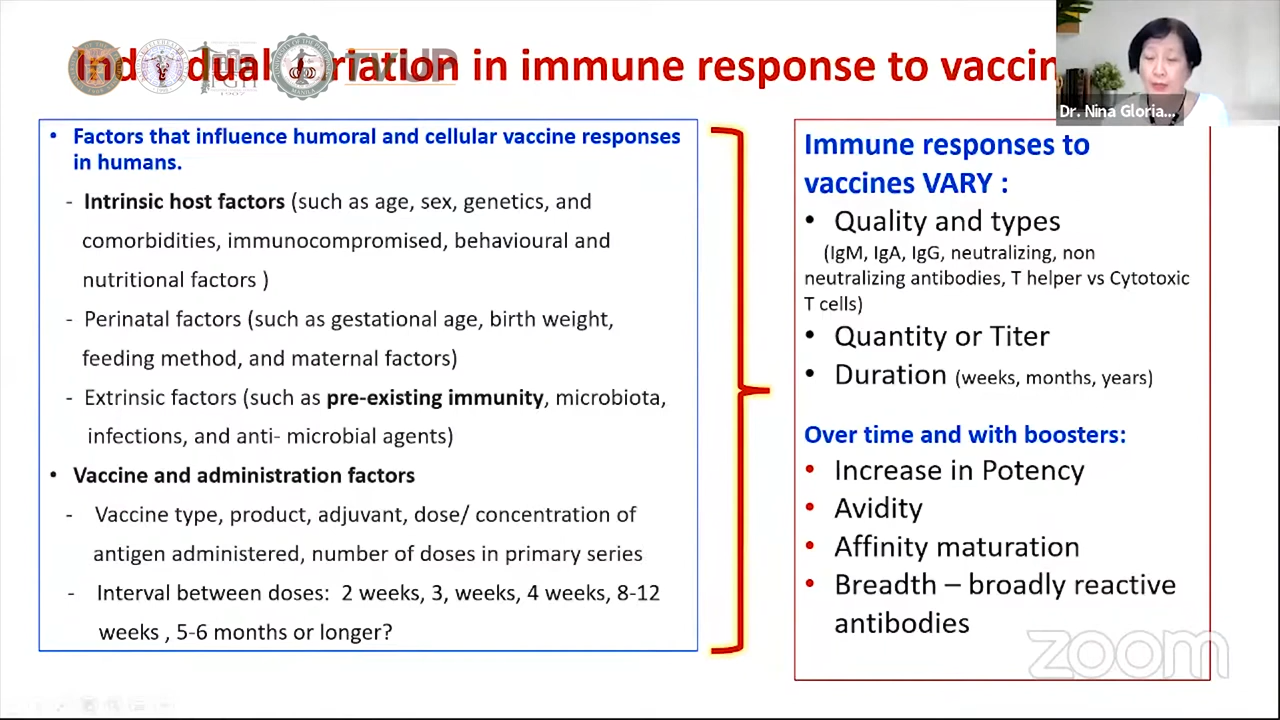 Individual variation in immune response to vaccin
Dr. Nina Gloria...
• Factors that influence humoral and cellular vaccine responses
in humans.
- Intrinsic host factors (such as age, sex, genetics, and
comorbidities, immunocompromised, behavioural and
nutritional factors )
- Perinatal factors (such as gestational age, birth weight,
feeding method, and maternal factors)
- Extrinsic factors (such as pre-existing immunity, microbiota,
infections, and anti- microbial agents)
• Vaccine and administration factors
- Vaccine type, product, adjuvant, dose/ concentration of
antigen administered, number of doses in primary series
- Interval between doses: 2 weeks, 3, weeks, 4 weeks, 8-12
weeks , 5-6 months or longer?
Immune responses to
vaccines VARY :
• Quality and types
(IgM, IgA, IgG, neutralizing, non
neutralizing antibodies, T helper vs Cytotoxic
T cells)
• Quantity or Titer
• Duration (weeks, months, years)
Over time and with boosters:
• Increase in Potency
• Avidity
• Affinity maturation
• Breadth – broadly reactive
antibodies
zoom